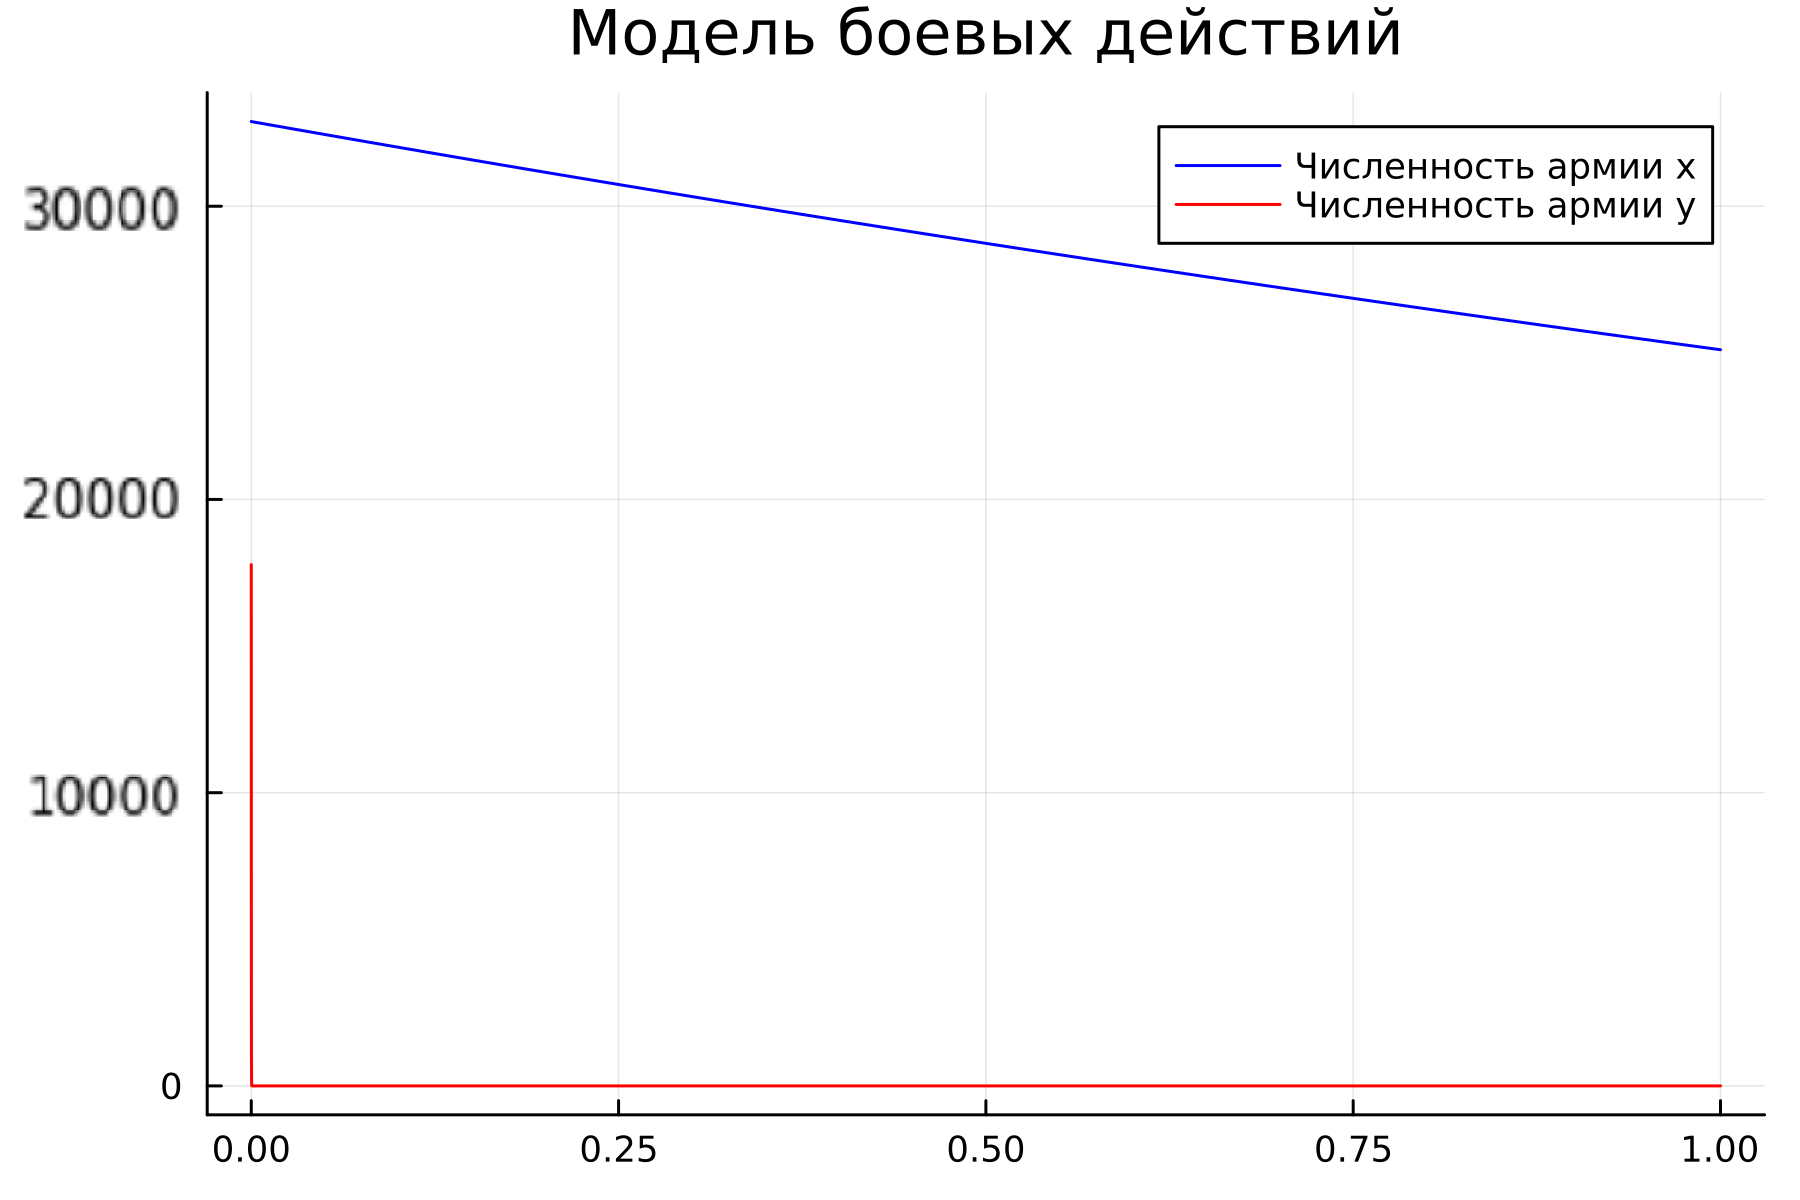 Модель боевых действий
Численность армии x
Численность армии y
30000
20000
10000
0
0.00 0.25 0.50 0.75 1.00